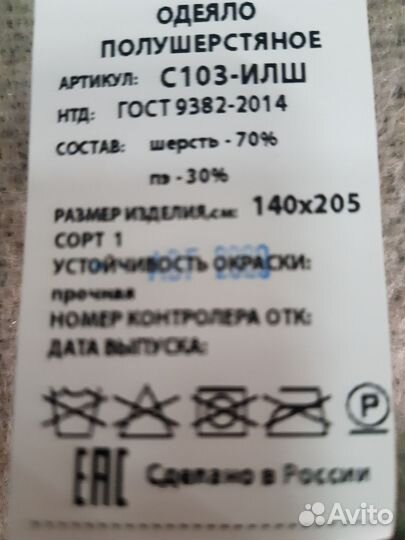 ОДЕЯЛО
ПОЛУШЕРСТЯНОЕ
АРТИКУЛ: С103-ИЛШ
НТД: ГОСТ 9382-2014
СОСТАВ: шерсть - 70%
пэ - 30%
РАЗМЕР ИЗДЕЛИЯ,см: 140х205
СОРТ 1
УСТОЙЧИВОСТЬ ОКРАСКИ:
прочная
НОМЕР КОНТРОЛЕРА ОТК:
ДАТА ВЫПУСКА:
P
EAC Сделано в России
Avito